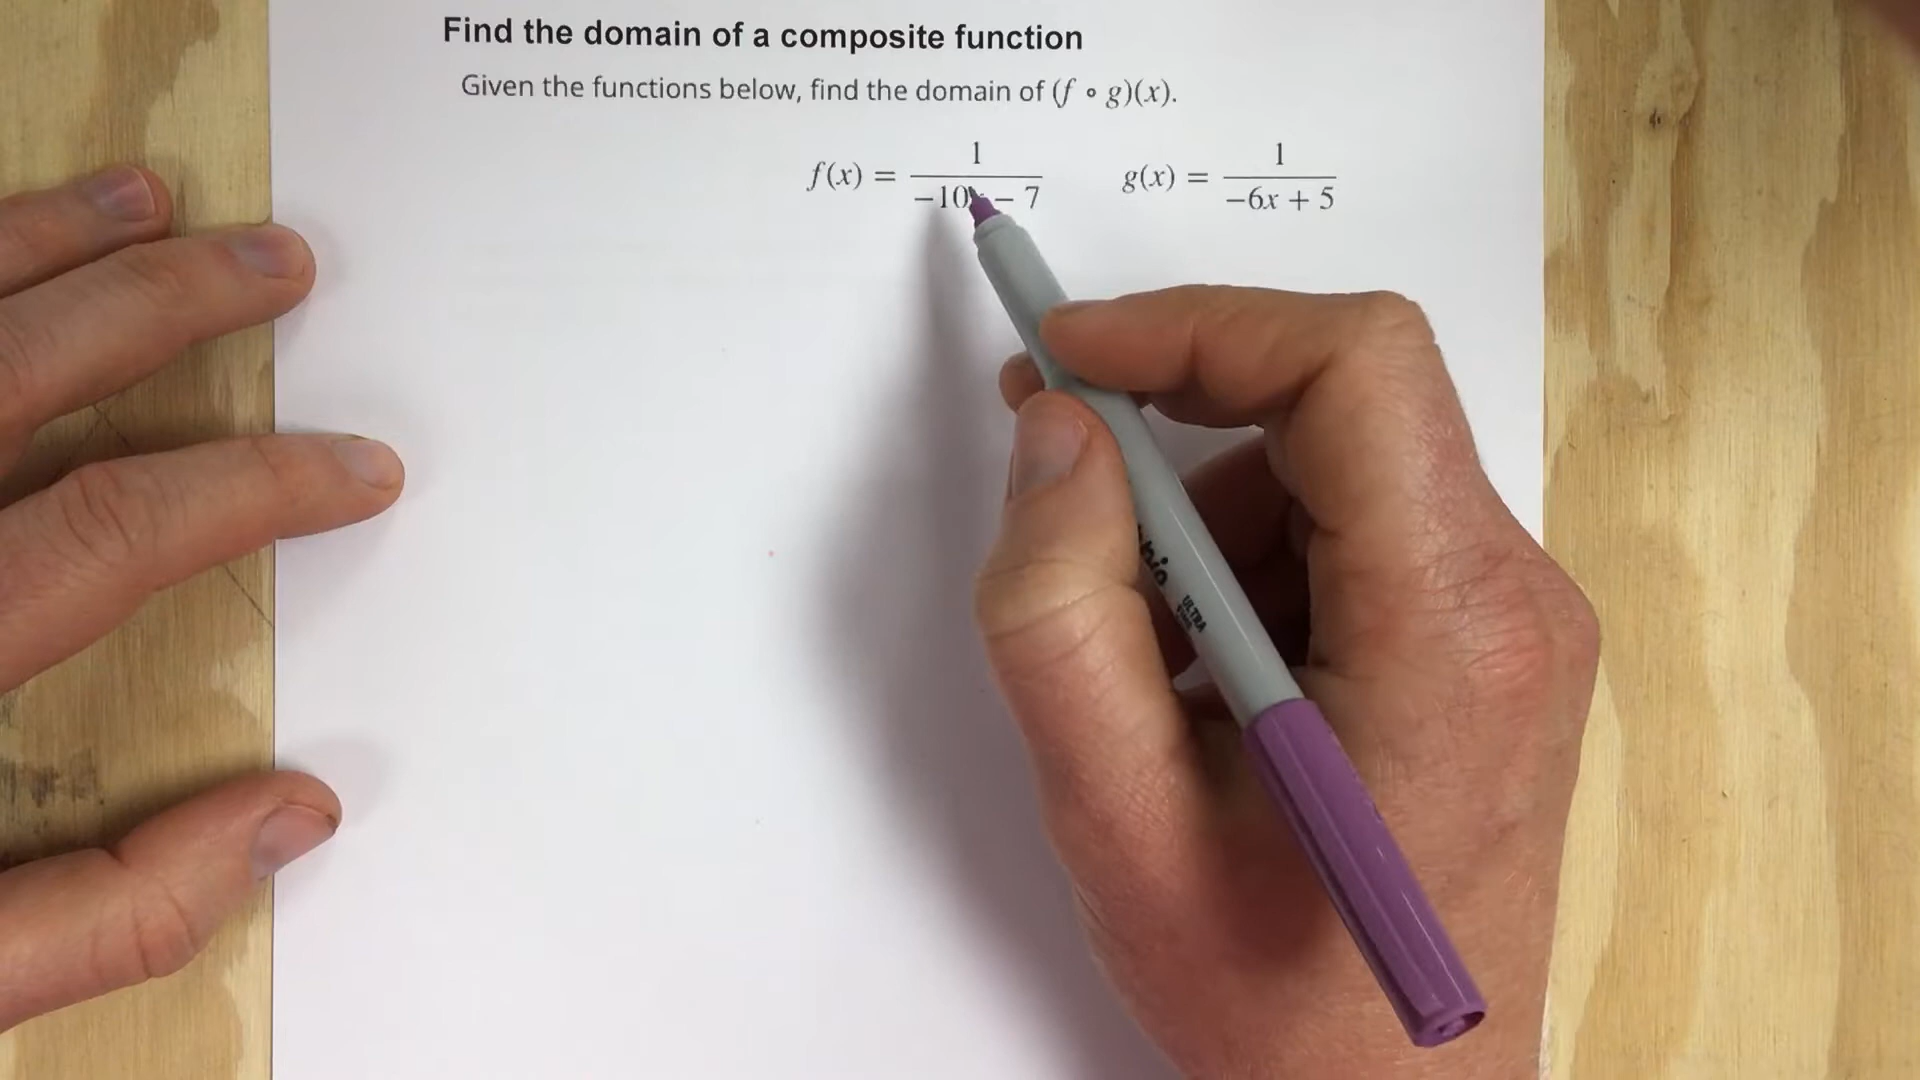 Find the domain of a composite function
Given the functions below, find the domain of (f ∘ g)(x).
f(x) = 1/(−10x − 7)    g(x) = 1/(−6x + 5)
ULTRA